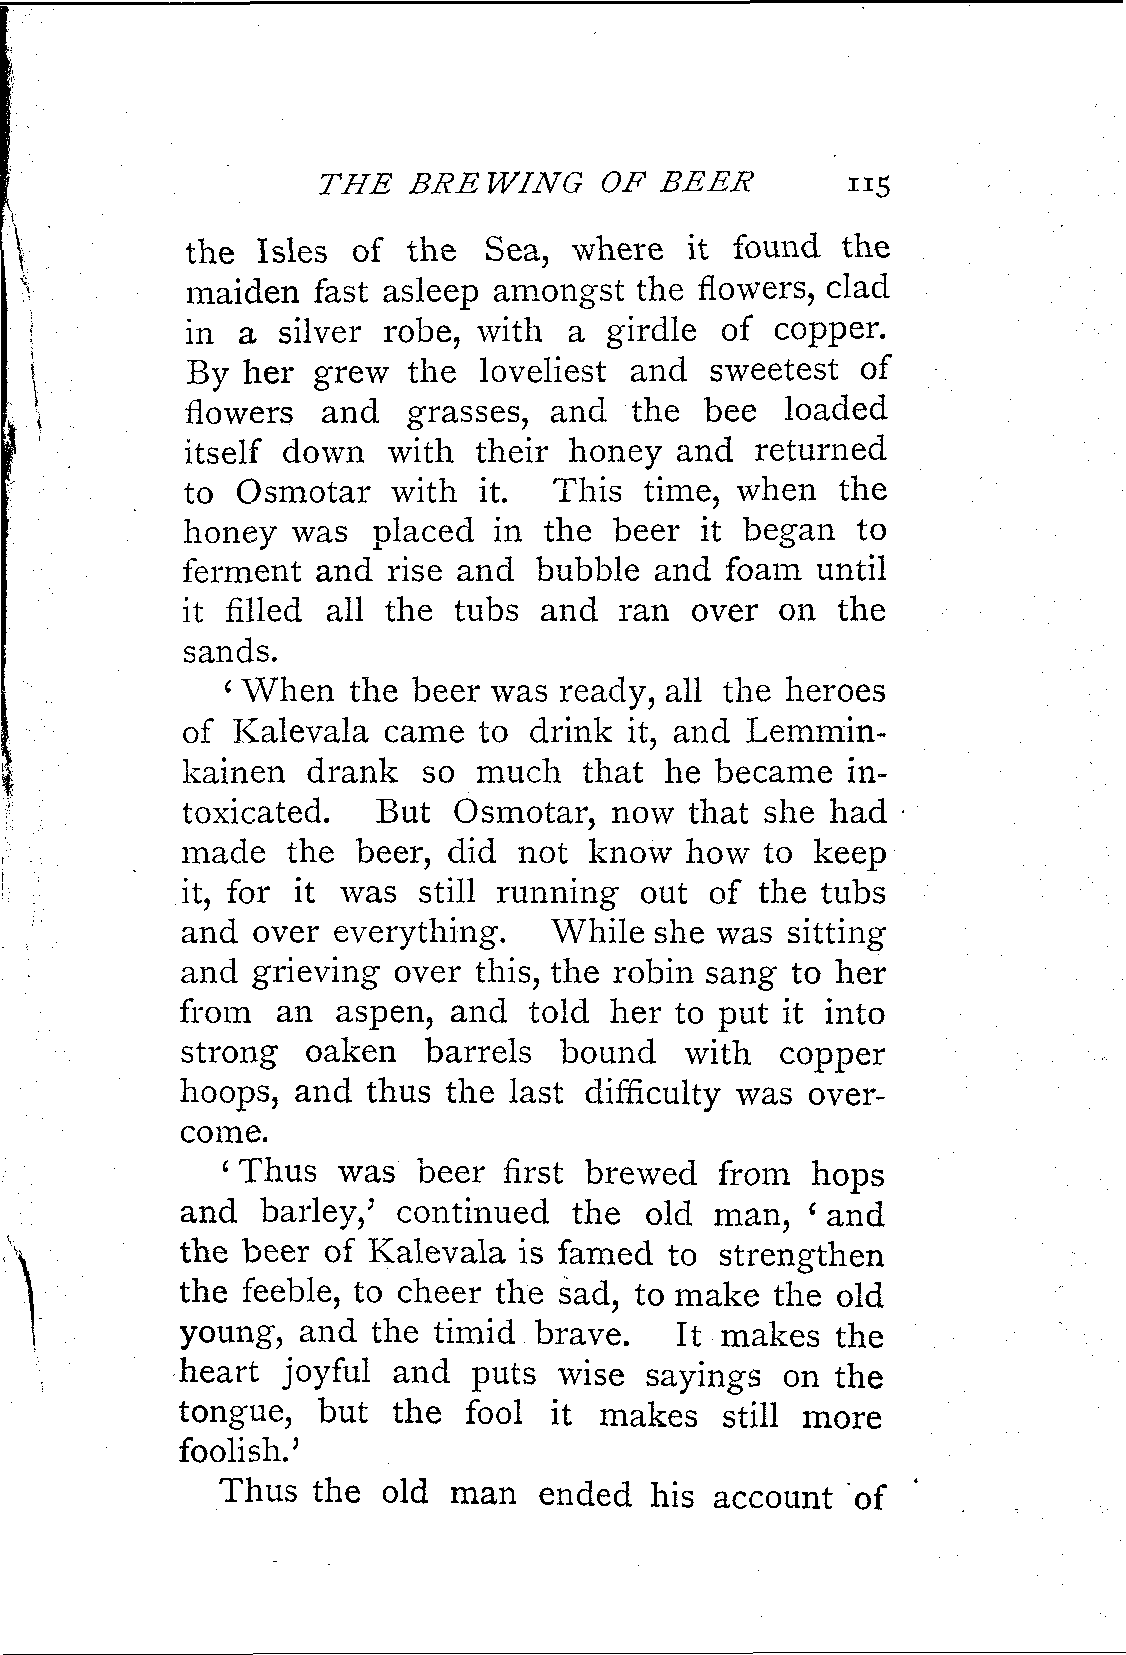 THE BREWING OF BEER 115
the Isles of the Sea, where it found the
maiden fast asleep amongst the flowers, clad
in a silver robe, with a girdle of copper.
By her grew the loveliest and sweetest of
flowers and grasses, and the bee loaded
itself down with their honey and returned
to Osmotar with it. This time, when the
honey was placed in the beer it began to
ferment and rise and bubble and foam until
it filled all the tubs and ran over on the
sands.
‘When the beer was ready, all the heroes
of Kalevala came to drink it, and Lemmin-
kainen drank so much that he became in-
toxicated. But Osmotar, now that she had
made the beer, did not know how to keep
it, for it was still running out of the tubs
and over everything. While she was sitting
and grieving over this, the robin sang to her
from an aspen, and told her to put it into
strong oaken barrels bound with copper
hoops, and thus the last difficulty was over-
come.
‘Thus was beer first brewed from hops
and barley,’ continued the old man, ‘and
the beer of Kalevala is famed to strengthen
the feeble, to cheer the sad, to make the old
young, and the timid brave. It makes the
heart joyful and puts wise sayings on the
tongue, but the fool it makes still more
foolish.’
Thus the old man ended his account of